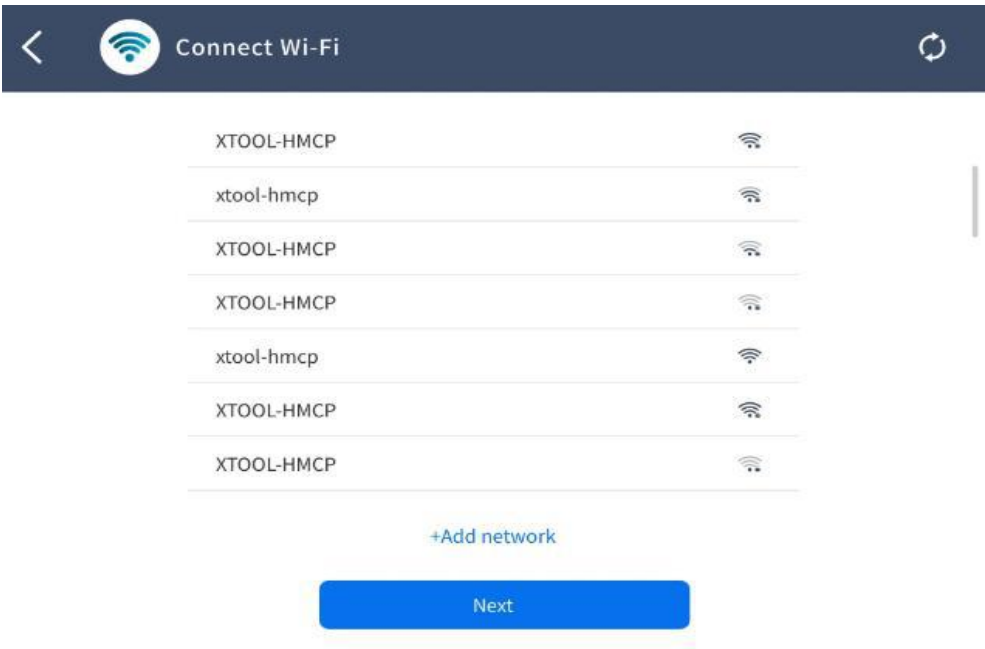 Connect Wi-Fi
XTOOL-HMCP
xtool-hmcp
XTOOL-HMCP
XTOOL-HMCP
xtool-hmcp
XTOOL-HMCP
XTOOL-HMCP
+Add network
Next